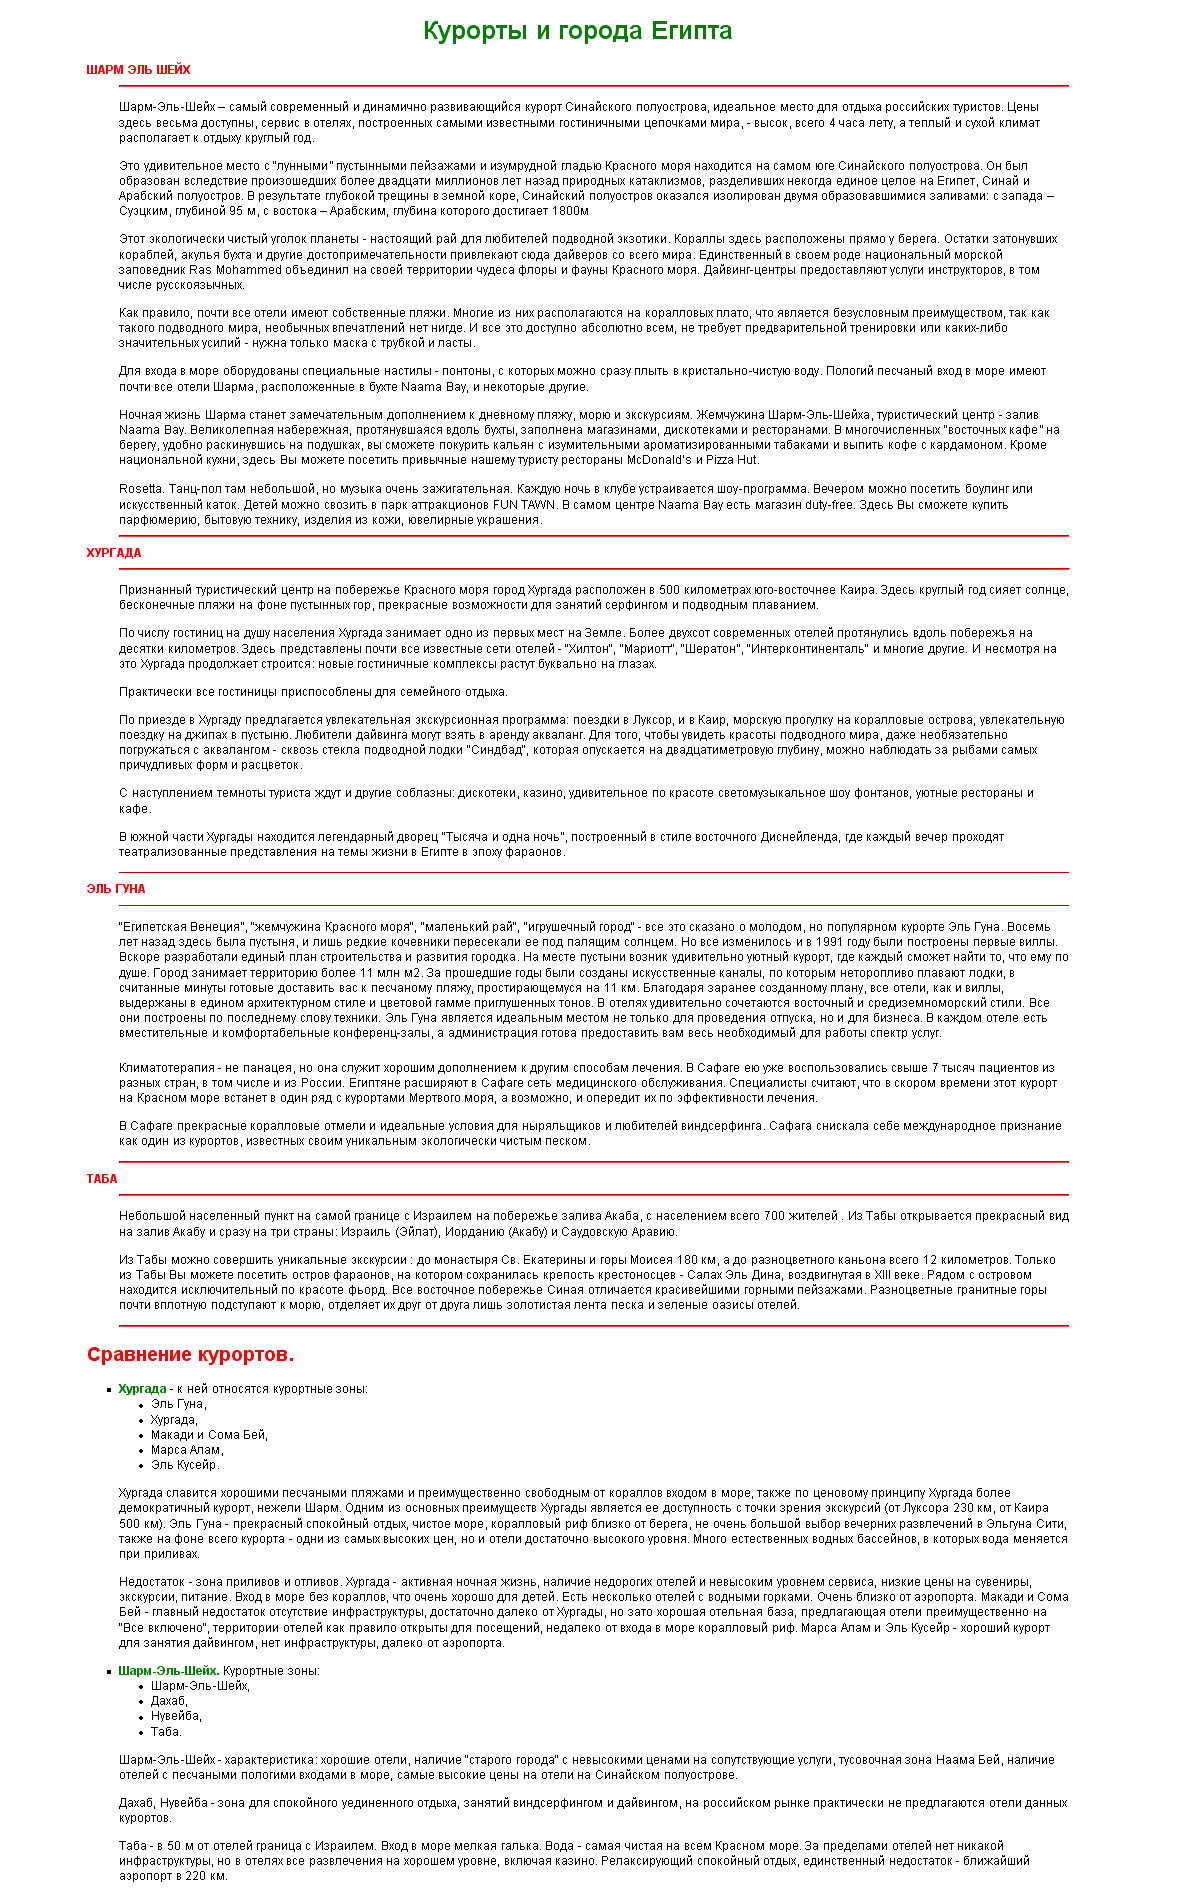 Курорты и города Египта
ШАРМ ЭЛЬ ШЕЙХ
Шарм-Эль-Шейх – самый современный и динамично развивающийся курорт Синайского полуострова, идеальное место для отдыха российских туристов. Цены
здесь весьма доступны, сервис в отелях, построенных самыми известными гостиничными цепочками мира, - высок, всего 4 часа лету, а теплый и сухой климат
располагает к отдыху круглый год.
Это удивительное место с "лунными" пустынными пейзажами и изумрудной гладью Красного моря находится на самом юге Синайского полуострова. Он был
образован вследствие произошедших более двадцати миллионов лет назад природных катаклизмов, разделивших некогда единое целое на Египет, Синай и
Арабский полуостров. В результате глубокой трещины в земной коре, Синайский полуостров оказался изолирован двумя образовавшимися заливами: с запада –
Суэцким, глубиной 95 м, с востока – Арабским, глубина которого достигает 1800м
Этот экологически чистый уголок планеты - настоящий рай для любителей подводной экзотики. Кораллы здесь расположены прямо у берега. Остатки затонувших
кораблей, акулья бухта и другие достопримечательности привлекают сюда дайверов со всего мира. Единственный в своем роде национальный морской
заповедник Ras Mohammed объединил на своей территории чудеса флоры и фауны Красного моря. Дайвинг-центры предоставляют услуги инструкторов, в том
числе русскоязычных.
Как правило, почти все отели имеют собственные пляжи. Многие из них располагаются на коралловых плато, что является безусловным преимуществом, так как
такого подводного мира, необычных впечатлений нет нигде. И все это доступно абсолютно всем, не требует предварительной тренировки или каких-либо
значительных усилий - нужна только маска с трубкой и ласты.
Для входа в море оборудованы специальные настилы - понтоны, с которых можно сразу плыть в кристально-чистую воду. Пологий песчаный вход в море имеют
почти все отели Шарма, расположенные в бухте Naama Bay, и некоторые другие.
Ночная жизнь Шарма станет замечательным дополнением к дневному пляжу, морю и экскурсиям. Жемчужина Шарм-Эль-Шейха, туристический центр - залив
Naama Bay. Великолепная набережная, протянувшаяся вдоль бухты, заполнена магазинами, дискотеками и ресторанами. В многочисленных "восточных кафе" на
берегу, удобно раскинувшись на подушках, вы сможете покурить кальян с изумительными ароматизированными табаками и выпить кофе с кардамоном. Кроме
национальной кухни, здесь Вы можете посетить привычные нашему туристу рестораны McDonald's и Pizza Hut.
Rosetta. Танц-пол там небольшой, но музыка очень зажигательная. Каждую ночь в клубе устраивается шоу-программа. Вечером можно посетить боулинг или
искусственный каток. Детей можно свозить в парк аттракционов FUN TAWN. В самом центре Naama Bay есть магазин duty-free. Здесь Вы сможете купить
парфюмерию, бытовую технику, изделия из кожи, ювелирные украшения.
ХУРГАДА
Признанный туристический центр на побережье Красного моря город Хургада расположен в 500 километрах юго-восточнее Каира. Здесь круглый год сияет солнце,
бесконечные пляжи на фоне пустынных гор, прекрасные возможности для занятий серфингом и подводным плаванием.
По числу гостиниц на душу населения Хургада занимает одно из первых мест на Земле. Более двухсот современных отелей протянулись вдоль побережья на
десятки километров. Здесь представлены почти все известные сети отелей - "Хилтон", "Мариотт", "Шератон", "Интерконтиненталь" и многие другие. И несмотря на
это Хургада продолжает строится: новые гостиничные комплексы растут буквально на глазах.
Практически все гостиницы приспособлены для семейного отдыха.
По приезде в Хургаду предлагается увлекательная экскурсионная программа: поездки в Луксор, и в Каир, морскую прогулку на коралловые острова, увлекательную
поездку на джипах в пустыню. Любители дайвинга могут взять в аренду акваланг. Для того, чтобы увидеть красоты подводного мира, даже необязательно
погружаться с аквалангом - сквозь стекла подводной лодки "Синдбад", которая опускается на двадцатиметровую глубину, можно наблюдать за рыбами самых
причудливых форм и расцветок.
С наступлением темноты туриста ждут и другие соблазны: дискотеки, казино, удивительное по красоте светомузыкальное шоу фонтанов, уютные рестораны и
кафе.
В южной части Хургады находится легендарный дворец "Тысяча и одна ночь", построенный в стиле восточного Диснейленда, где каждый вечер проходят
театрализованные представления на темы жизни в Египте в эпоху фараонов.
ЭЛЬ ГУНА
"Египетская Венеция", "жемчужина Красного моря", "маленький рай", "игрушечный город" - все это сказано о молодом, но популярном курорте Эль Гуна. Восемь
лет назад здесь была пустыня, и лишь редкие кочевники пересекали ее под палящим солнцем. Но все изменилось и в 1991 году были построены первые виллы.
Вскоре разработали единый план строительства и развития городка. На месте пустыни возник удивительно уютный курорт, где каждый сможет найти то, что ему по
душе. Город занимает территорию более 11 млн м2. За прошедшие годы были созданы искусственные каналы, по которым неторопливо плавают лодки, в
считанные минуты готовые доставить вас к песчаному пляжу, простирающемуся на 11 км. Благодаря заранее созданному плану, все отели, как и виллы,
выдержаны в едином архитектурном стиле и цветовой гамме приглушенных тонов. В отелях удивительно сочетаются восточный и средиземноморский стили. Все
они построены по последнему слову техники. Эль Гуна является идеальным местом не только для проведения отпуска, но и для бизнеса. В каждом отеле есть
вместительные и комфортабельные конференц-залы, а администрация готова предоставить вам весь необходимый для работы спектр услуг.
Климатотерапия - не панацея, но она служит хорошим дополнением к другим способам лечения. В Сафаге ею уже воспользовались свыше 7 тысяч пациентов из
разных стран, в том числе и из России. Египтяне расширяют в Сафаге сеть медицинского обслуживания. Специалисты считают, что в скором времени этот курорт
на Красном море встанет в один ряд с курортами Мертвого моря, а возможно, и опередит их по эффективности лечения.
В Сафаге прекрасные коралловые отмели и идеальные условия для ныряльщиков и любителей виндсерфинга. Сафага снискала себе международное признание
как один из курортов, известных своим уникальным экологически чистым песком.
ТАБА
Небольшой населенный пункт на самой границе с Израилем на побережье залива Акаба, с населением всего 700 жителей . Из Табы открывается прекрасный вид
на залив Акабу и сразу на три страны: Израиль (Эйлат), Иорданию (Акабу) и Саудовскую Аравию.
Из Табы можно совершить уникальные экскурсии : до монастыря Св. Екатерины и горы Моисея 180 км, а до разноцветного каньона всего 12 километров. Только
из Табы Вы можете посетить остров фараонов, на котором сохранилась крепость крестоносцев - Салах Эль Дина, воздвигнутая в XIII веке. Рядом с островом
находится исключительный по красоте фьорд. Все восточное побережье Синая отличается красивейшими горными пейзажами. Разноцветные гранитные горы
почти вплотную подступают к морю, отделяет их друг от друга лишь золотистая лента песка и зеленые оазисы отелей.
Сравнение курортов.
Хургада - к ней относятся курортные зоны:
Эль Гуна,
Хургада,
Макади и Сома Бей,
Марса Алам,
Эль Кусейр.
Хургада славится хорошими песчаными пляжами и преимущественно свободным от кораллов входом в море, также по ценовому принципу Хургада более
демократичный курорт, нежели Шарм. Одним из основных преимуществ Хургады является ее доступность с точки зрения экскурсий (от Луксора 230 км, от Каира
500 км). Эль Гуна - прекрасный спокойный отдых, чистое море, коралловый риф близко от берега, не очень большой выбор вечерних развлечений в Эльгуна Сити,
также на фоне всего курорта - одни из самых высоких цен, но и отели достаточно высокого уровня. Много естественных водных бассейнов, в которых вода меняется
при приливах.
Недостаток - зона приливов и отливов. Хургада - активная ночная жизнь, наличие недорогих отелей и невысоким уровнем сервиса, низкие цены на сувениры,
экскурсии, питание. Вход в море без кораллов, что очень хорошо для детей. Есть несколько отелей с водными горками. Очень близко от аэропорта. Макади и Сома
Бей - главный недостаток отсутствие инфраструктуры, достаточно далеко от Хургады, но зато хорошая отельная база, предлагающая отели преимущественно на
"Все включено", территории отелей как правило открыты для посещений, недалеко от входа в море коралловый риф. Марса Алам и Эль Кусейр - хороший курорт
для занятия дайвингом, нет инфраструктуры, далеко от аэропорта.
Шарм-Эль-Шейх. Курортные зоны:
Шарм-Эль-Шейх,
Дахаб,
Нувейба,
Таба.
Шарм-Эль-Шейх - характеристика: хорошие отели, наличие "старого города" с невысокими ценами на сопутствующие услуги, тусовочная зона Наама Бей, наличие
отелей с песчаными пологими входами в море, самые высокие цены на отели на Синайском полуострове.
Дахаб, Нувейба - зона для спокойного уединенного отдыха, занятий виндсерфингом и дайвингом, на российском рынке практически не предлагаются отели данных
курортов.
Таба - в 50 м от отелей граница с Израилем. Вход в море мелкая галька. Вода - самая чистая на всем Красном море. За пределами отелей нет никакой
инфраструктуры, но в отелях все развлечения на хорошем уровне, включая казино. Релаксирующий спокойный отдых, единственный недостаток - ближайший
аэропорт в 220 км.